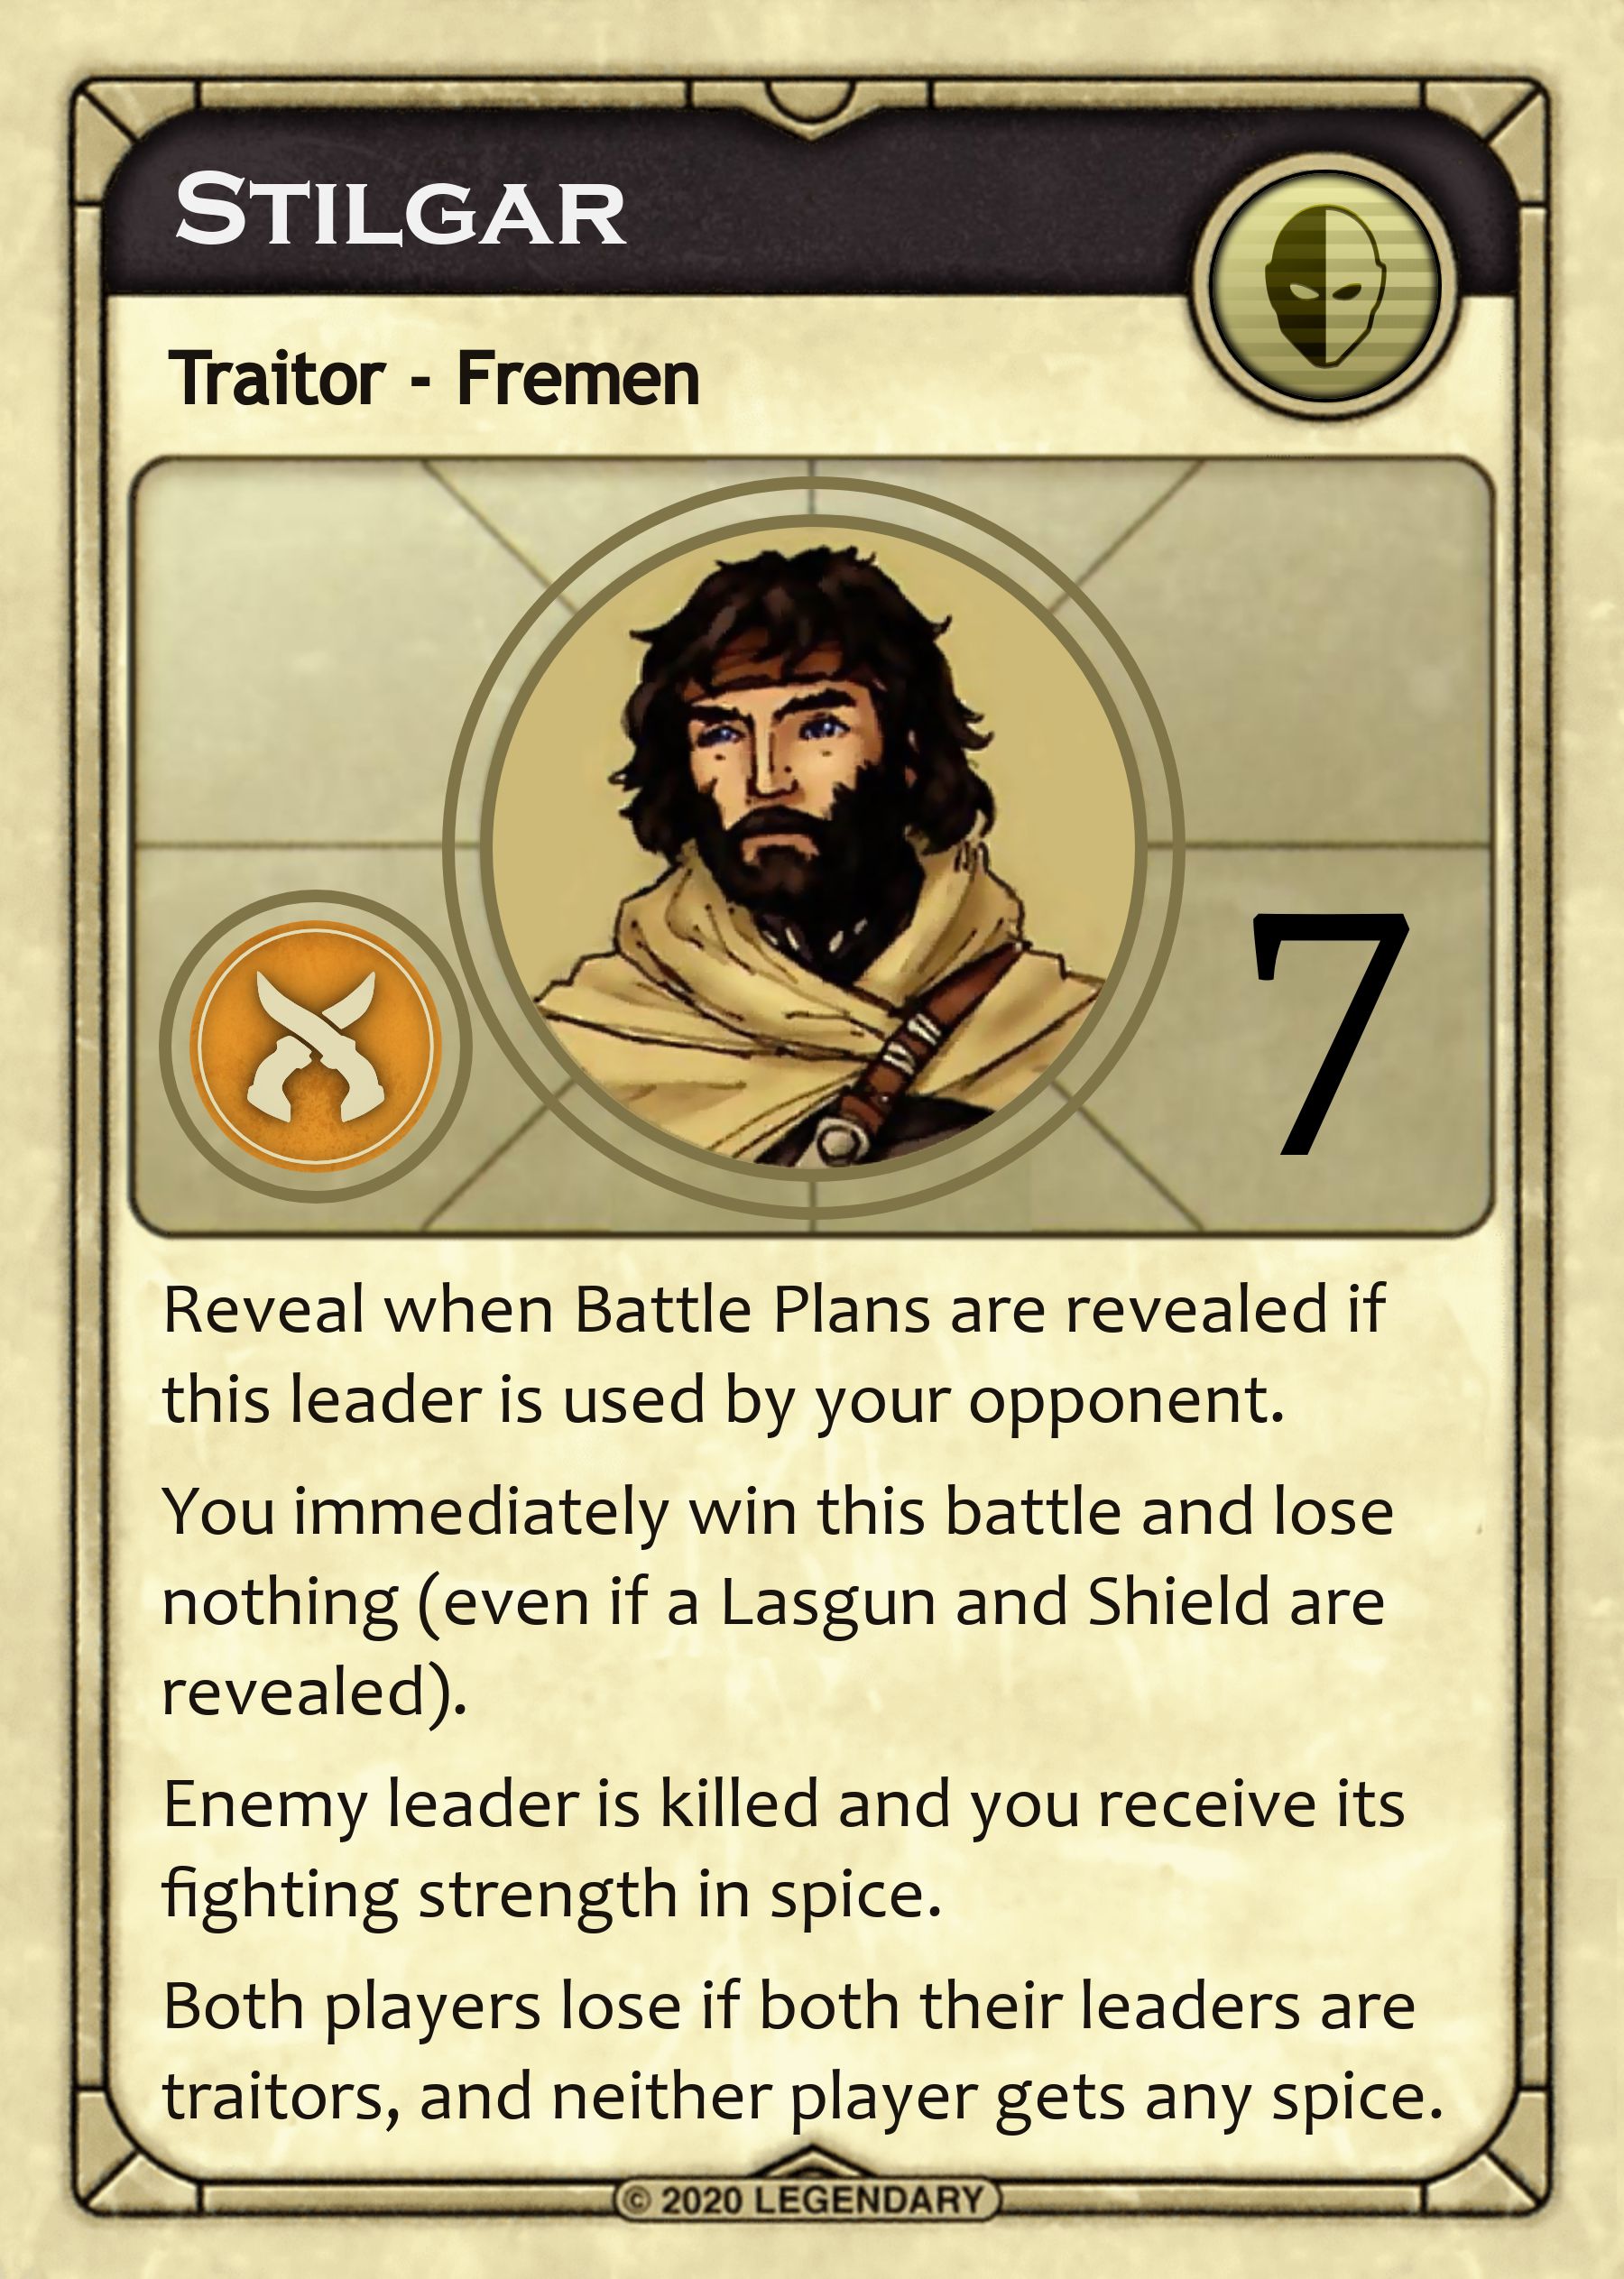 STILGAR
Traitor - Fremen
7
Reveal when Battle Plans are revealed if
this leader is used by your opponent.
You immediately win this battle and lose
nothing (even if a Lasgun and Shield are
revealed).
Enemy leader is killed and you receive its
fighting strength in spice.
Both players lose if both their leaders are
traitors, and neither player gets any spice.
© 2020 LEGENDARY